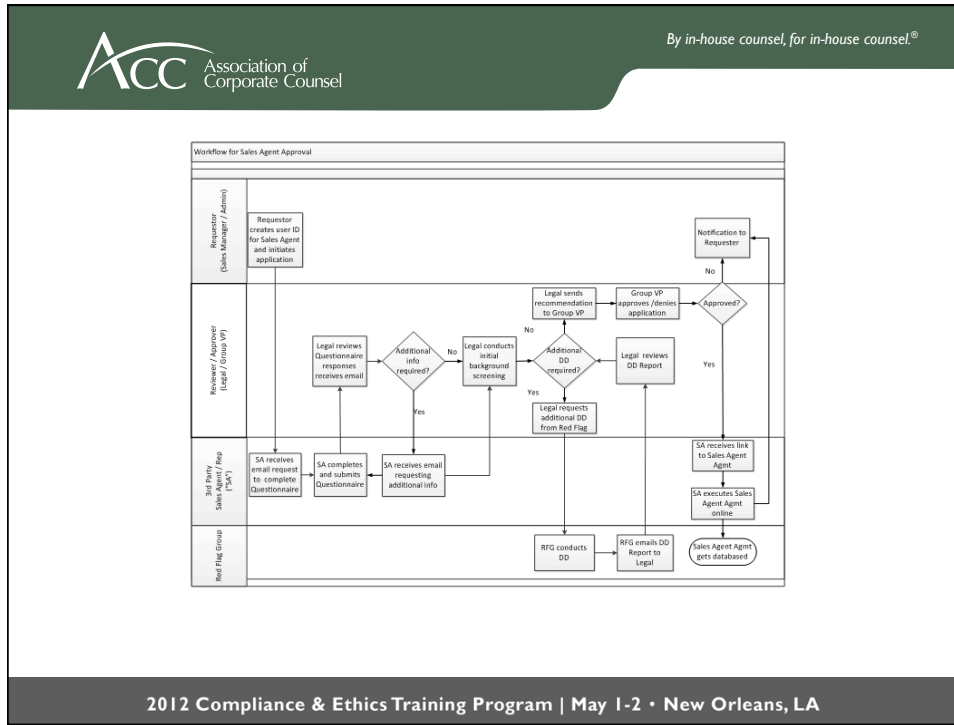 By in-house counsel, for in-house counsel.®
ACC
Association of
Corporate Counsel
Workflow for Sales Agent Approval
Requestor
(Sales Manager / Admin)
Requestor
creates user ID
for Sales Agent
and initiates
application
Notification to
Requester
No
Reviewer / Approver
(Legal / Group VP)
Legal sends
recommendation
to Group VP
Group VP
approves /denies
application
Approved?
No
Legal reviews
Questionnaire
responses
receives email
Additional
info
required?
No
Legal conducts
initial
background
screening
Additional
DD
required?
Legal reviews
DD Report
Yes
Yes
Yes
Legal requests
additional DD
from Red Flag
3rd Party
Sales Agent / Rep
("SA")
SA receives
email request
to complete
Questionnaire
SA completes
and submits
Questionnaire
SA receives email
requesting
additional info
SA receives link
to Sales Agent
Agmt
SA executes Sales
Agent Agmt
online
Red Flag Group
RFG conducts
DD
RFG emails DD
Report to
Legal
Sales Agent Agmt
gets databased
2012 Compliance & Ethics Training Program | May 1-2 • New Orleans, LA